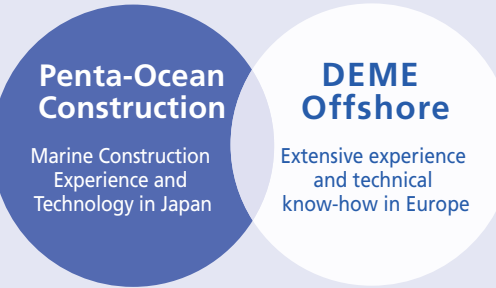 Penta-Ocean
Construction
Marine Construction
Experience and
Technology in Japan
DEME
Offshore
Extensive experience
and technical
know-how in Europe